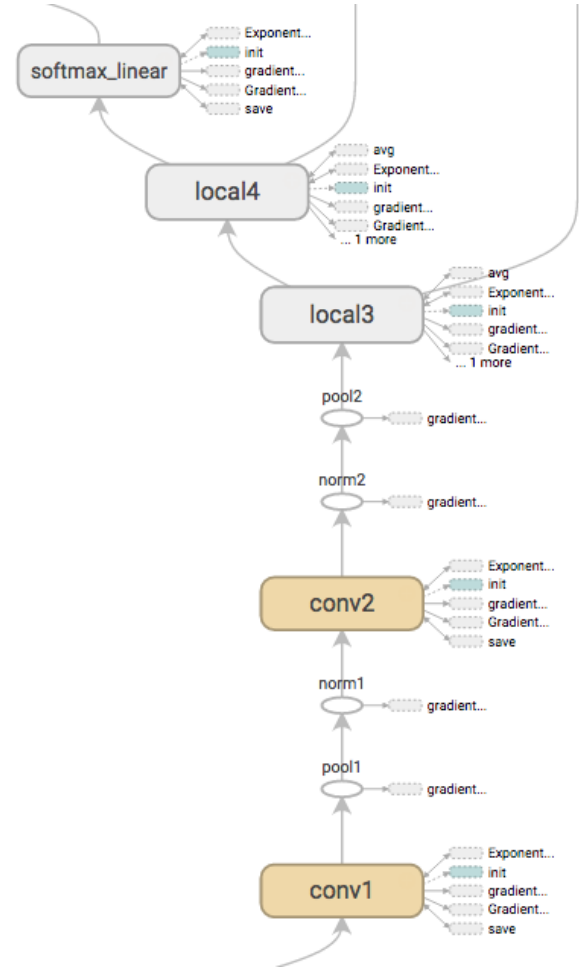 Exponent...
init
softmax_linear
gradient...
Gradient...
save
avg
Exponent...
local4
init
gradient...
Gradient...
... 1 more
avg
Exponent...
local3
init
gradient...
Gradient...
... 1 more
pool2
gradient...
norm2
gradient...
Exponent...
init
conv2
gradient...
Gradient...
save
norm1
gradient...
pool1
gradient...
Exponent...
init
conv1
gradient...
Gradient...
save